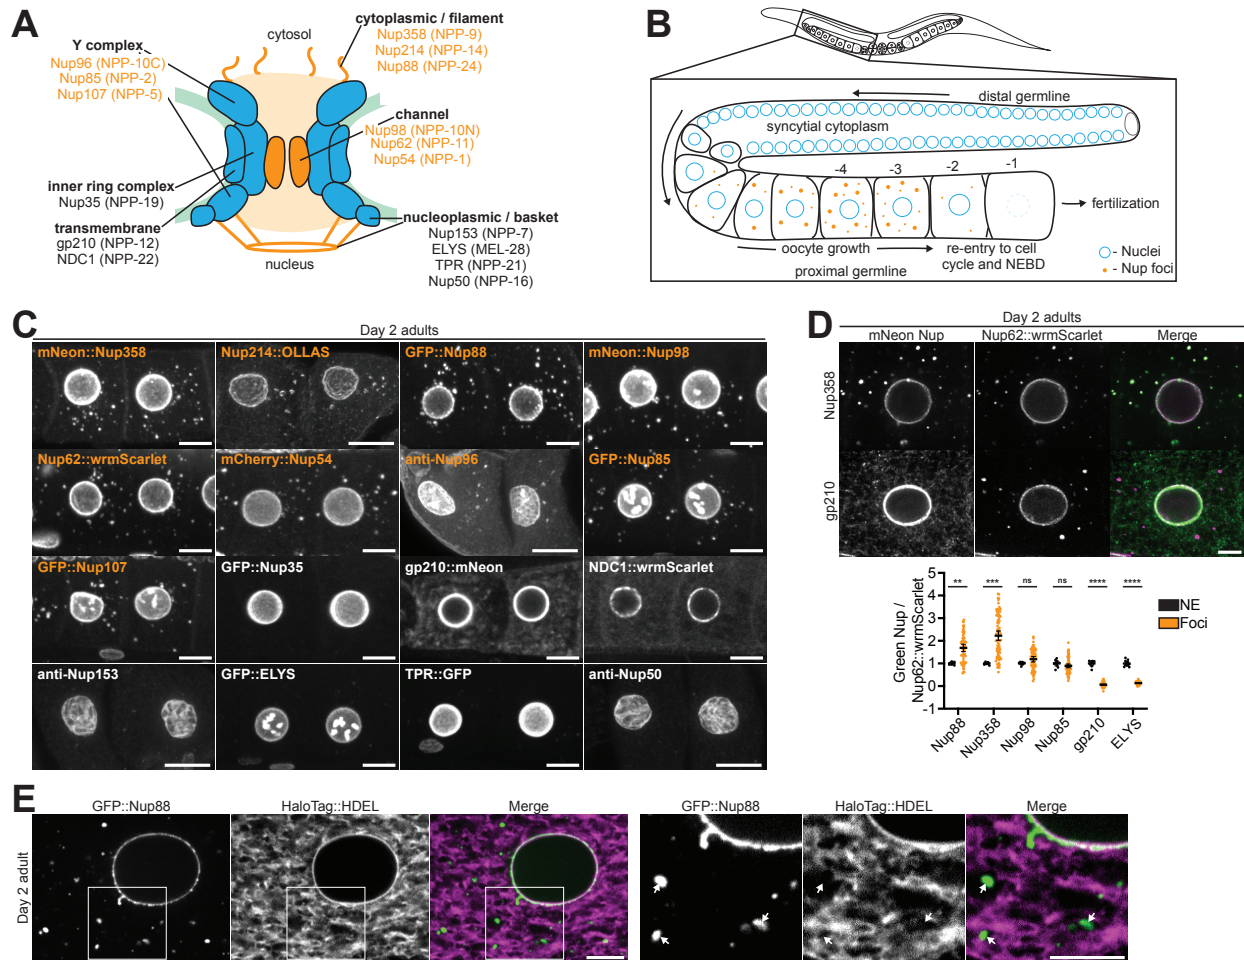 A
cytosol
cytoplasmic / filament
Nup358 (NPP-9)
Nup214 (NPP-14)
Nup88 (NPP-24)
Y complex
Nup96 (NPP-10C)
Nup85 (NPP-2)
Nup107 (NPP-5)
channel
Nup98 (NPP-10N)
Nup62 (NPP-11)
Nup54 (NPP-1)
inner ring complex
Nup35 (NPP-19)
transmembrane
gp210 (NPP-12)
NDC1 (NPP-22)
nucleoplasmic / basket
Nup153 (NPP-7)
ELYS (MEL-28)
TPR (NPP-21)
Nup50 (NPP-16)
nucleus
B
distal germline
syncytial cytoplasm
-4 -3 -2 -1
fertilization
oocyte growth
re-entry to cell
cycle and NEBD
proximal germline
- Nuclei
- Nup foci
C
Day 2 adults
mNeon::Nup358 Nup214::OLLAS GFP::Nup88 mNeon::Nup98
Nup62::wrmScarlet mCherry::Nup54 anti-Nup96 GFP::Nup85
GFP::Nup107 GFP::Nup35 gp210::mNeon NDC1::wrmScarlet
anti-Nup153 GFP::ELYS TPR::GFP anti-Nup50
D
Day 2 adults
mNeon Nup Nup62::wrmScarlet Merge
Nup358
gp210
Green Nup /
Nup62::wrmScarlet
5
4
3
2
1
0
-1
** *** ns ns **** ****
NE
Foci
Nup88 Nup358 Nup98 Nup85 gp210 ELYS
E
GFP::Nup88 HaloTag::HDEL Merge GFP::Nup88 HaloTag::HDEL Merge
Day 2 adult